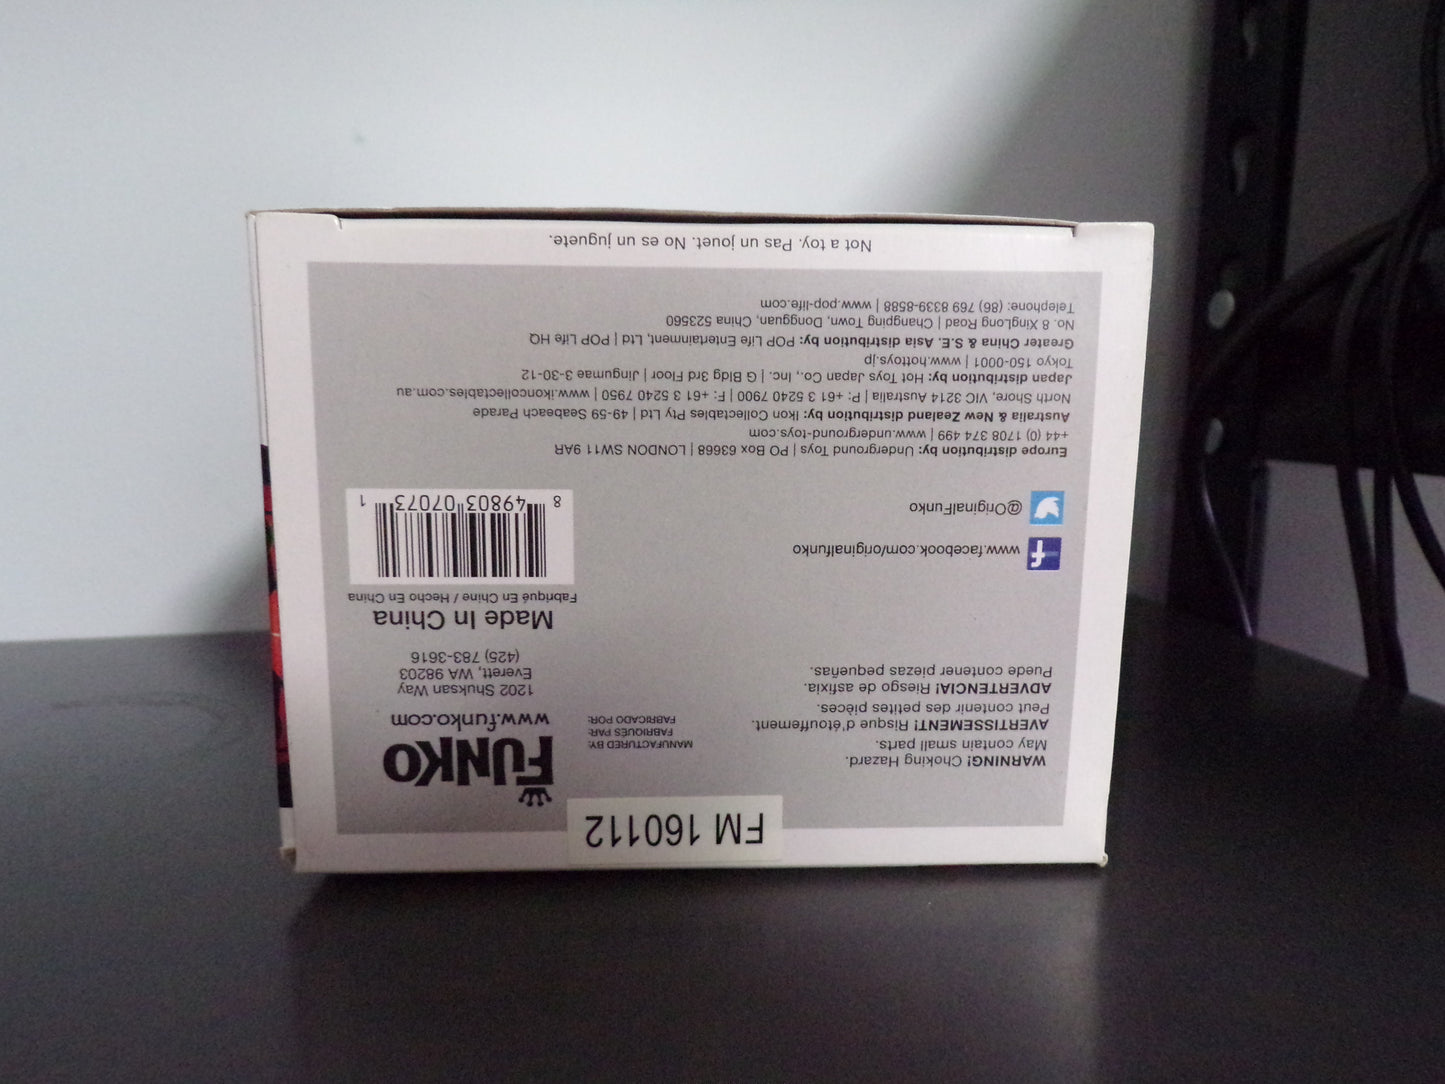 FM 160112
WARNING! Choking Hazard.
May contain small parts.
AVERTISSEMENT! Risque d'étouffement.
Peut contenir des petites pièces.
ADVERTENCIA! Riesgo de asfixia.
Puede contener piezas pequeñas.
MANUFACTURED BY:
FABRIQUÉS PAR:
FABRICADO POR:
FUNKO
www.funko.com
1202 Shuksan Way
Everett, WA 98203
(425) 783-3616
Made In China
Fabriqué En Chine / Hecho En China
8 49803 07073 1
f www.facebook.com/originalfunko
@OriginalFunko
Europe distribution by: Underground Toys | PO Box 63668 | LONDON SW11 9AR
+44 (0) 1708 374 499 | www.underground-toys.com
Australia & New Zealand distribution by: Ikon Collectables Pty Ltd | 49-59 Seabeach Parade
North Shore, VIC 3214 Australia | P: +61 3 5240 7900 | F: +61 3 5240 7950 | www.ikoncollectables.com.au
Japan distribution by: Hot Toys Japan Co., Inc. | G Bldg 3rd Floor | Jingumae 3-30-12
Tokyo 150-0001 | www.hottoys.jp
Greater China & S.E. Asia distribution by: POP Life Entertainment, Ltd | POP Life HQ
No. 8 XingLong Road | Changping Town, Dongguan, China 523560
Telephone: (86) 769 8339-8588 | www.pop-life.com
Not a toy. Pas un jouet. No es un juguete.